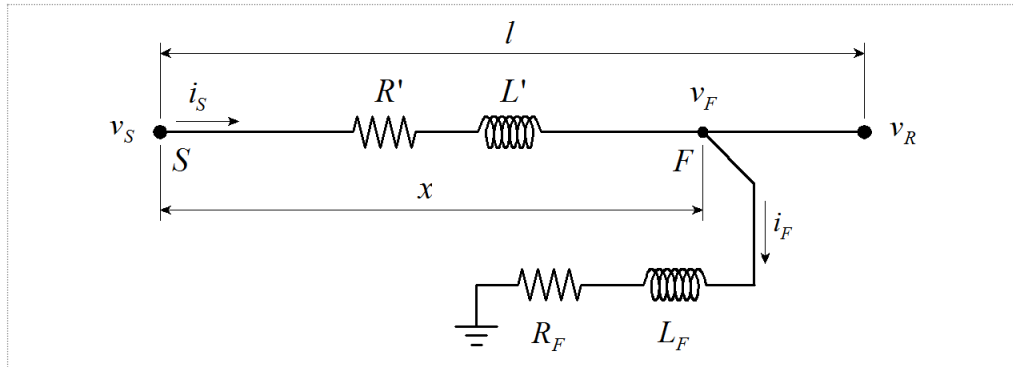 l
i_S R' L' v_F
v_S S F v_R
x
i_F
R_F L_F